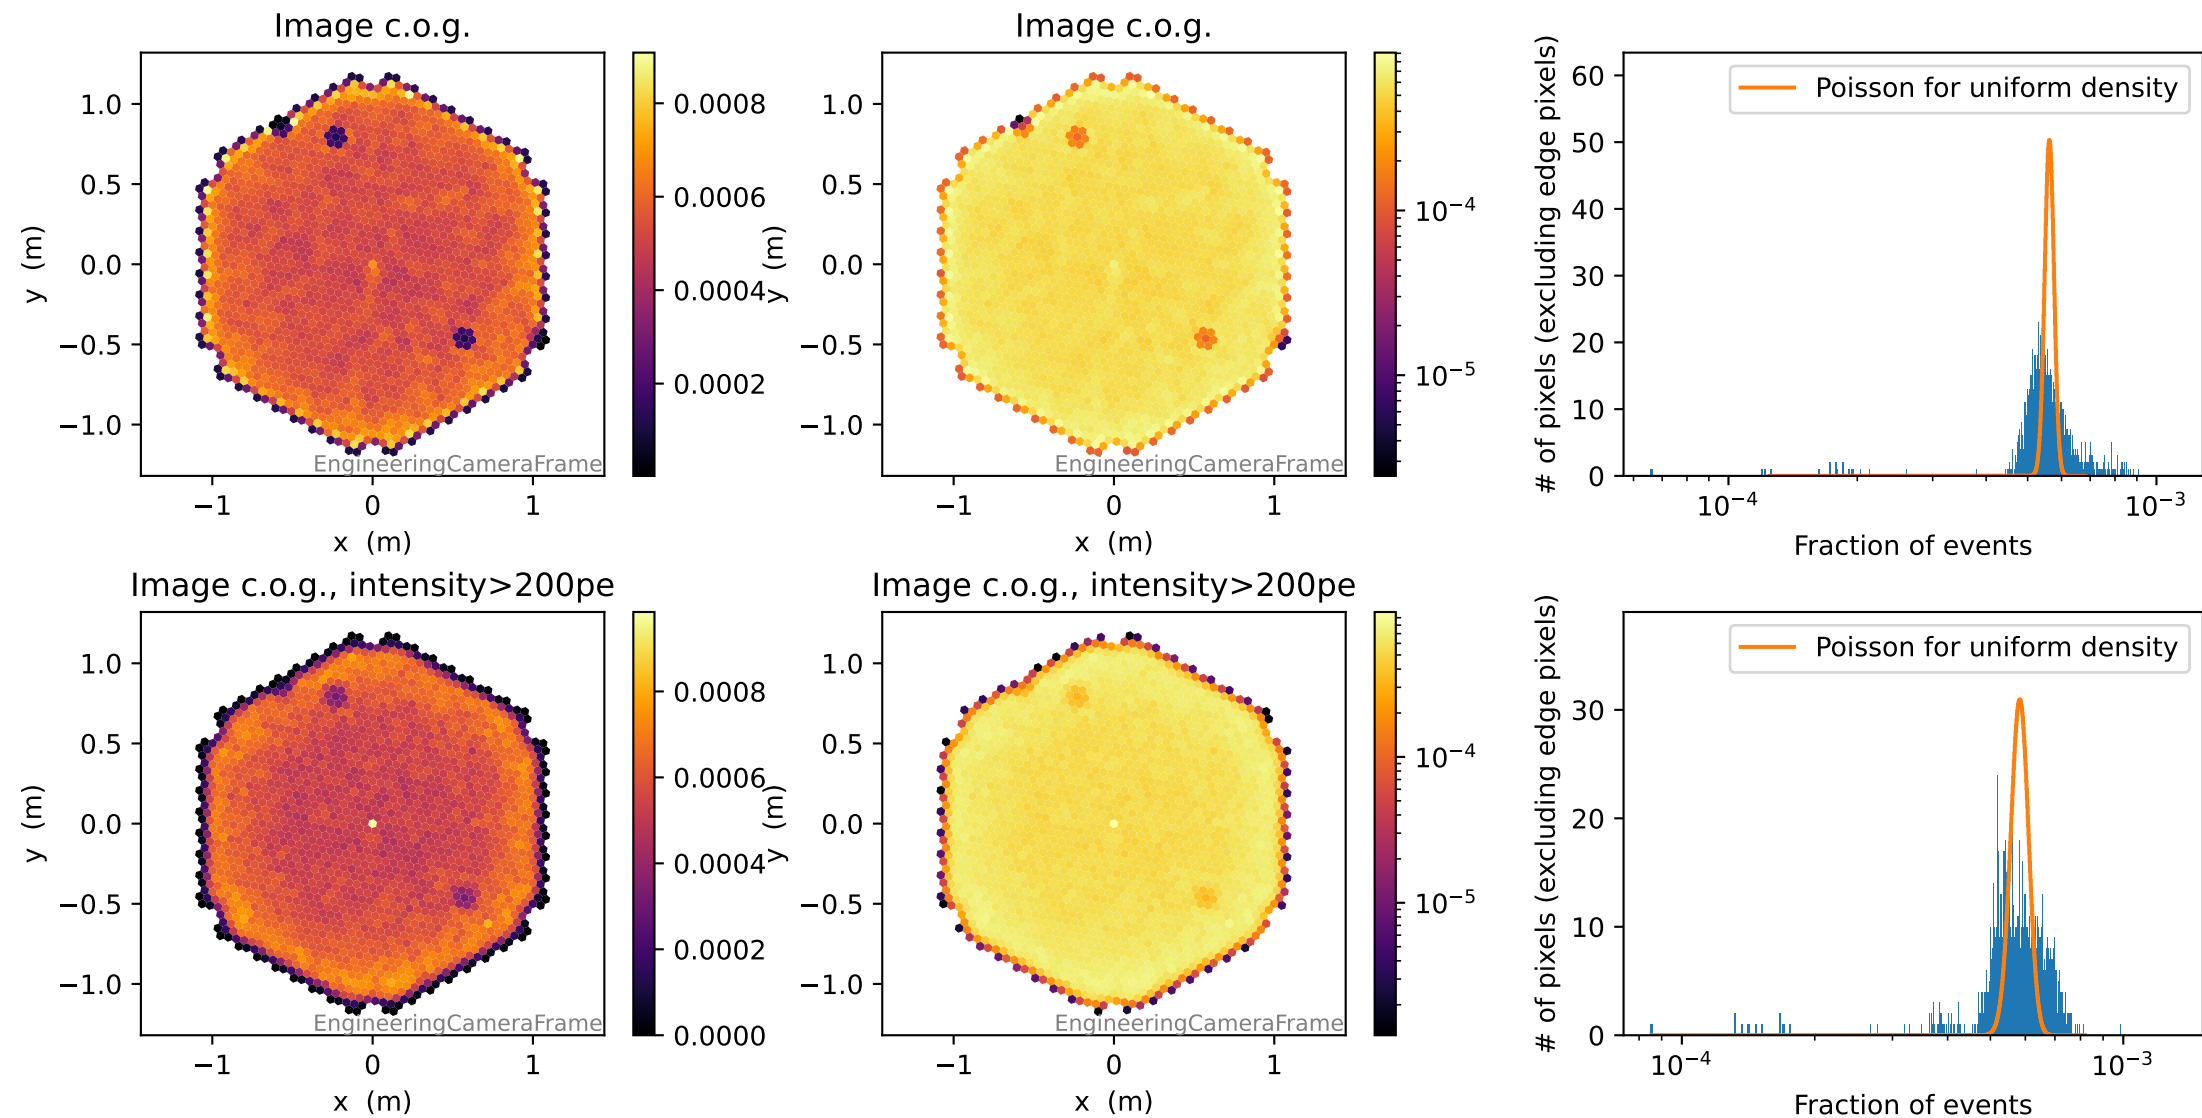 Image c.o.g.
1.0
0.5
0.0
−0.5
−1.0
y (m)
−1
0
1
x (m)
EngineeringCameraFrame
0.0008
0.0006
0.0004
0.0002
Image c.o.g.
1.0
0.5
0.0
−0.5
−1.0
y (m)
−1
0
1
x (m)
EngineeringCameraFrame
10⁻⁴
10⁻⁵
# of pixels (excluding edge pixels)
60
50
40
30
20
10
0
Poisson for uniform density
10⁻⁴
10⁻³
Fraction of events
Image c.o.g., intensity>200pe
1.0
0.5
0.0
−0.5
−1.0
y (m)
−1
0
1
x (m)
EngineeringCameraFrame
0.0008
0.0006
0.0004
0.0002
0.0000
Image c.o.g., intensity>200pe
1.0
0.5
0.0
−0.5
−1.0
y (m)
−1
0
1
x (m)
EngineeringCameraFrame
10⁻⁴
10⁻⁵
# of pixels (excluding edge pixels)
30
20
10
0
Poisson for uniform density
10⁻⁴
10⁻³
Fraction of events